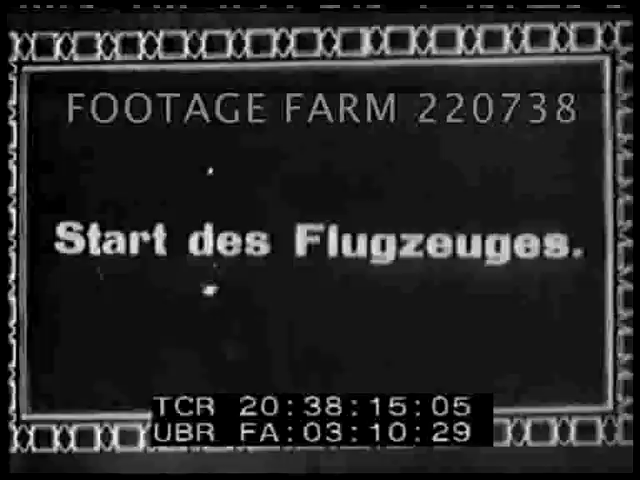 FOOTAGE FARM 220738
Start des Flugzeuges.
TCR 20:38:15:05
UBR FA:03:10:29